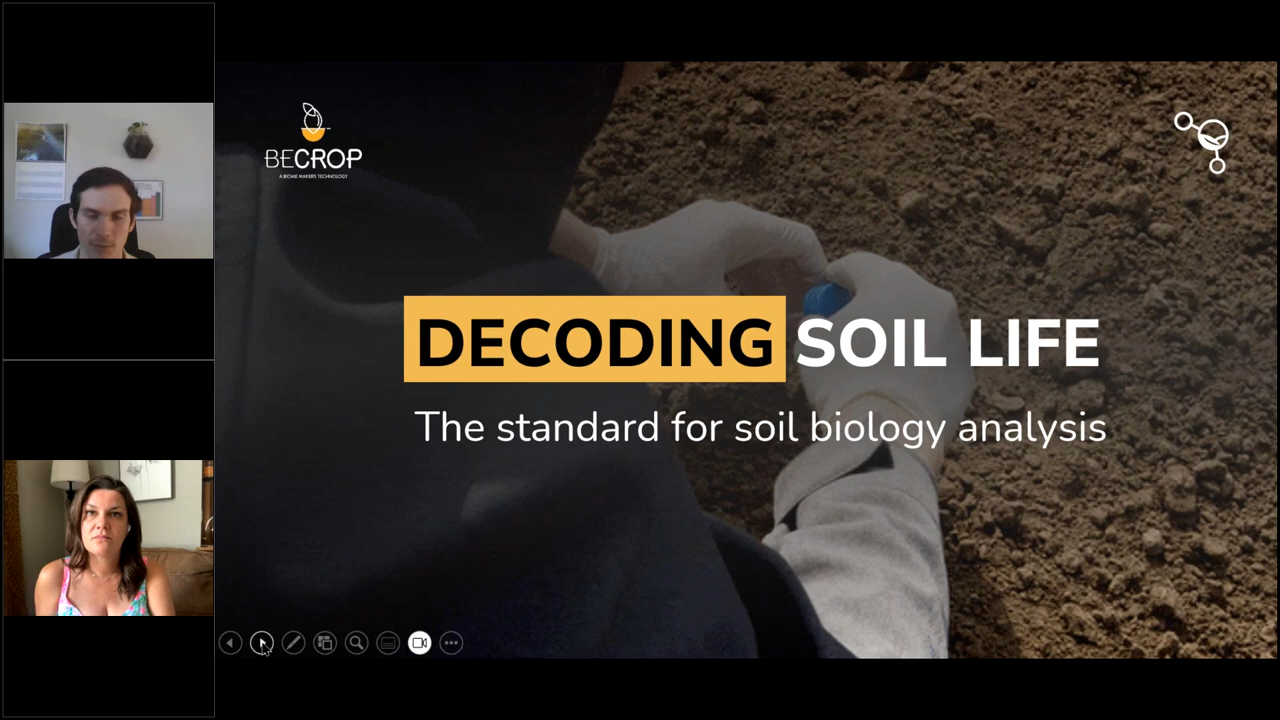 BECROP
A BIOME MAKERS TECHNOLOGY
DECODING SOIL LIFE
The standard for soil biology analysis